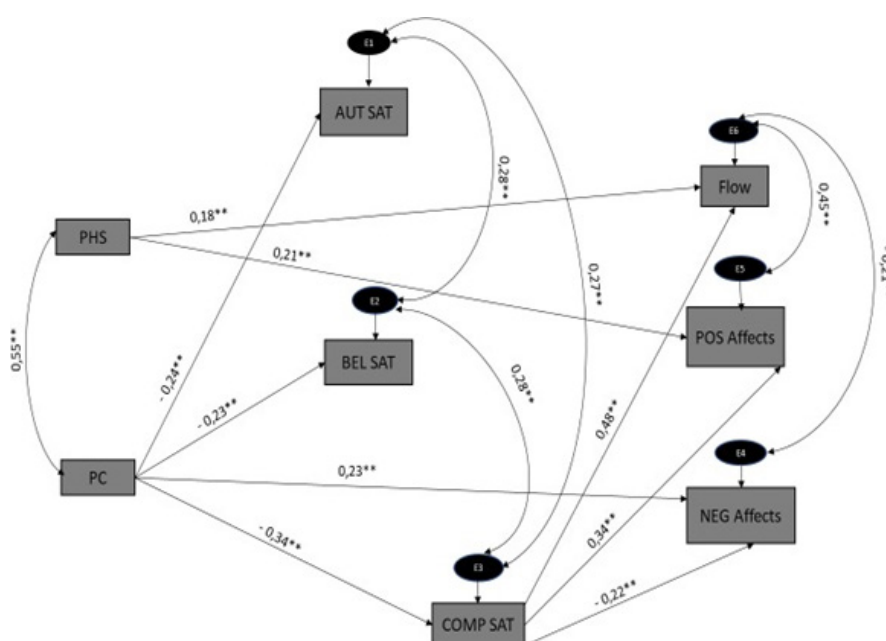 E1
AUT SAT
E6
Flow
0,28**
0,45**
0,18**
PHS
0,21**
E5
0,27**
E2
POS Affects
0,55**
- 0,24**
BEL SAT
- 0,23**
0,28**
0,48**
E4
PC
0,23**
NEG Affects
0,34**
- 0,34**
E3
- 0,22**
COMP SAT